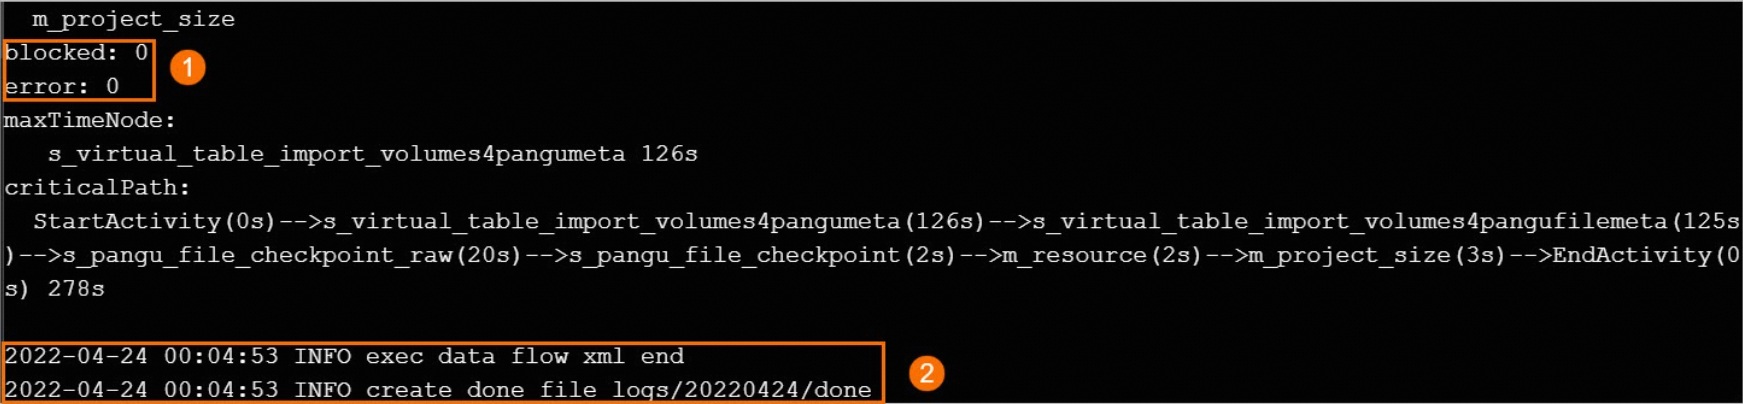 m_project_size
blocked: 0
1
error: 0
maxTimeNode:
s_virtual_table_import_volumes4pangumeta 126s
criticalPath:
StartActivity(0s)-->s_virtual_table_import_volumes4pangumeta(126s)-->s_virtual_table_import_volumes4pangufilemeta(125s
)-->s_pangu_file_checkpoint_raw(20s)-->s_pangu_file_checkpoint(2s)-->m_resource(2s)-->m_project_size(3s)-->EndActivity(0
s) 278s
2022-04-24 00:04:53 INFO exec data flow xml end
2
2022-04-24 00:04:53 INFO create done file logs/20220424/done